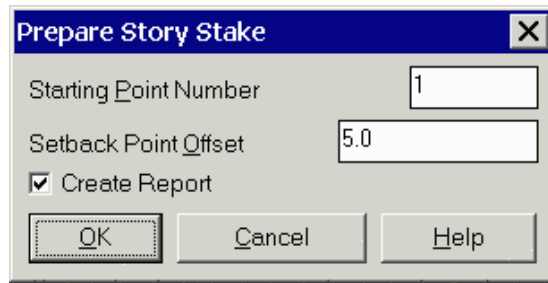 Prepare Story Stake
Starting Point Number 1
Setback Point Offset 5.0
Create Report
OK Cancel Help